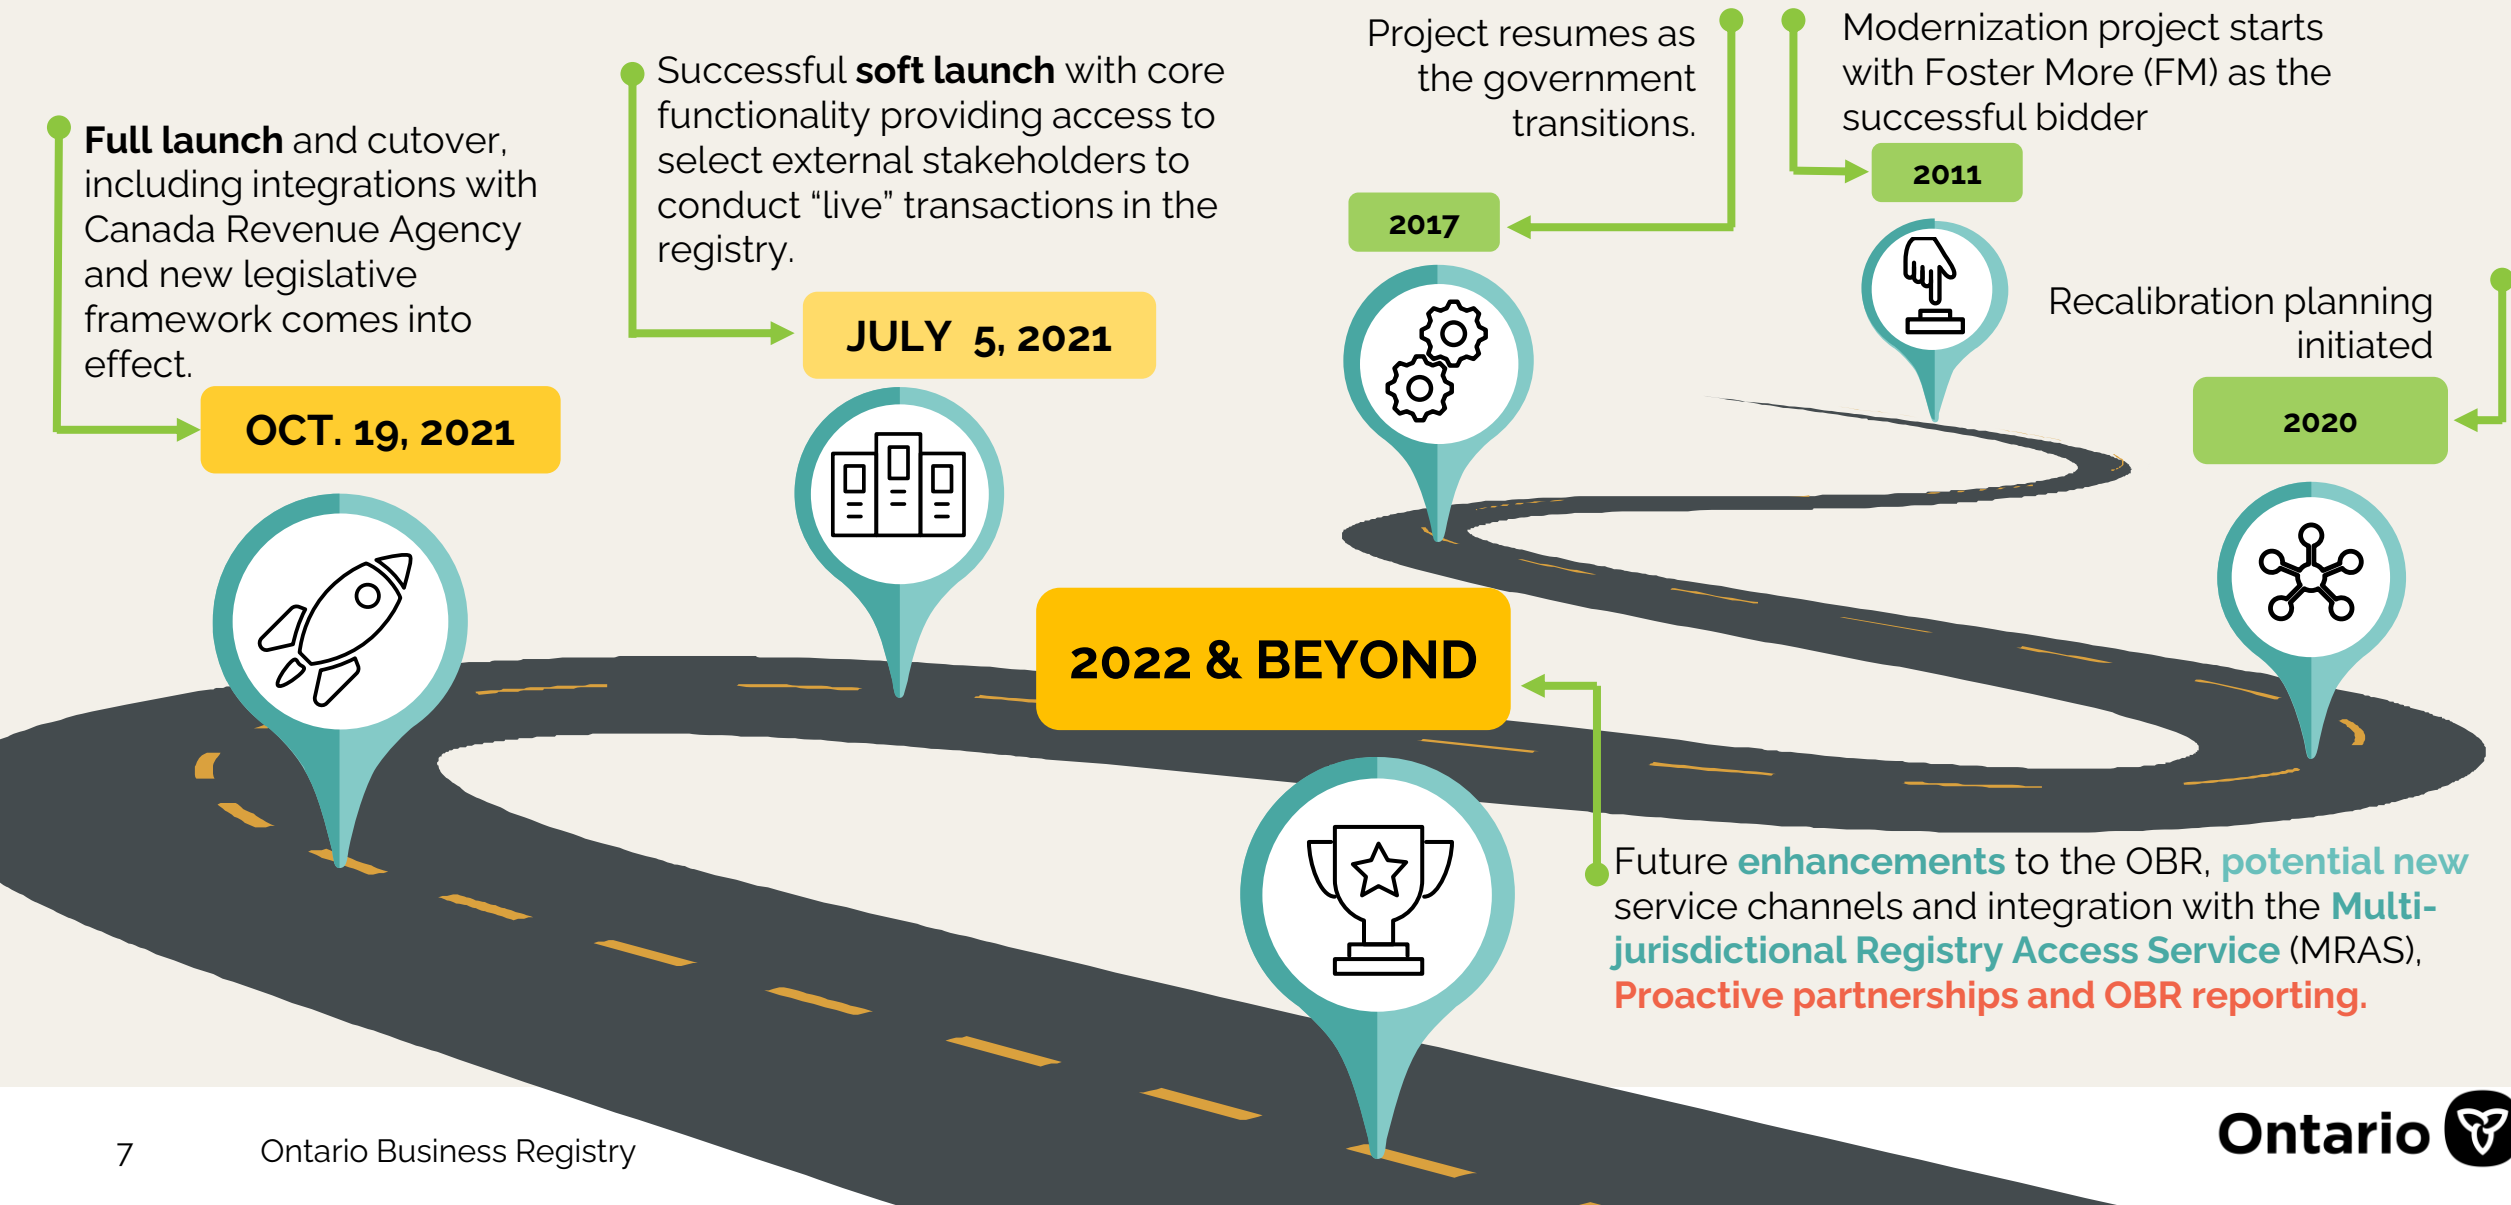 Full launch and cutover,
including integrations with
Canada Revenue Agency
and new legislative
framework comes into
effect.
OCT. 19, 2021
Successful soft launch with core
functionality providing access to
select external stakeholders to
conduct “live” transactions in the
registry.
JULY 5, 2021
Project resumes as
the government
transitions.
2017
Modernization project starts
with Foster More (FM) as the
successful bidder
2011
Recalibration planning
initiated
2020
2022 & BEYOND
Future enhancements to the OBR, potential new
service channels and integration with the Multi-
jurisdictional Registry Access Service (MRAS),
Proactive partnerships and OBR reporting.
7
Ontario Business Registry
Ontario